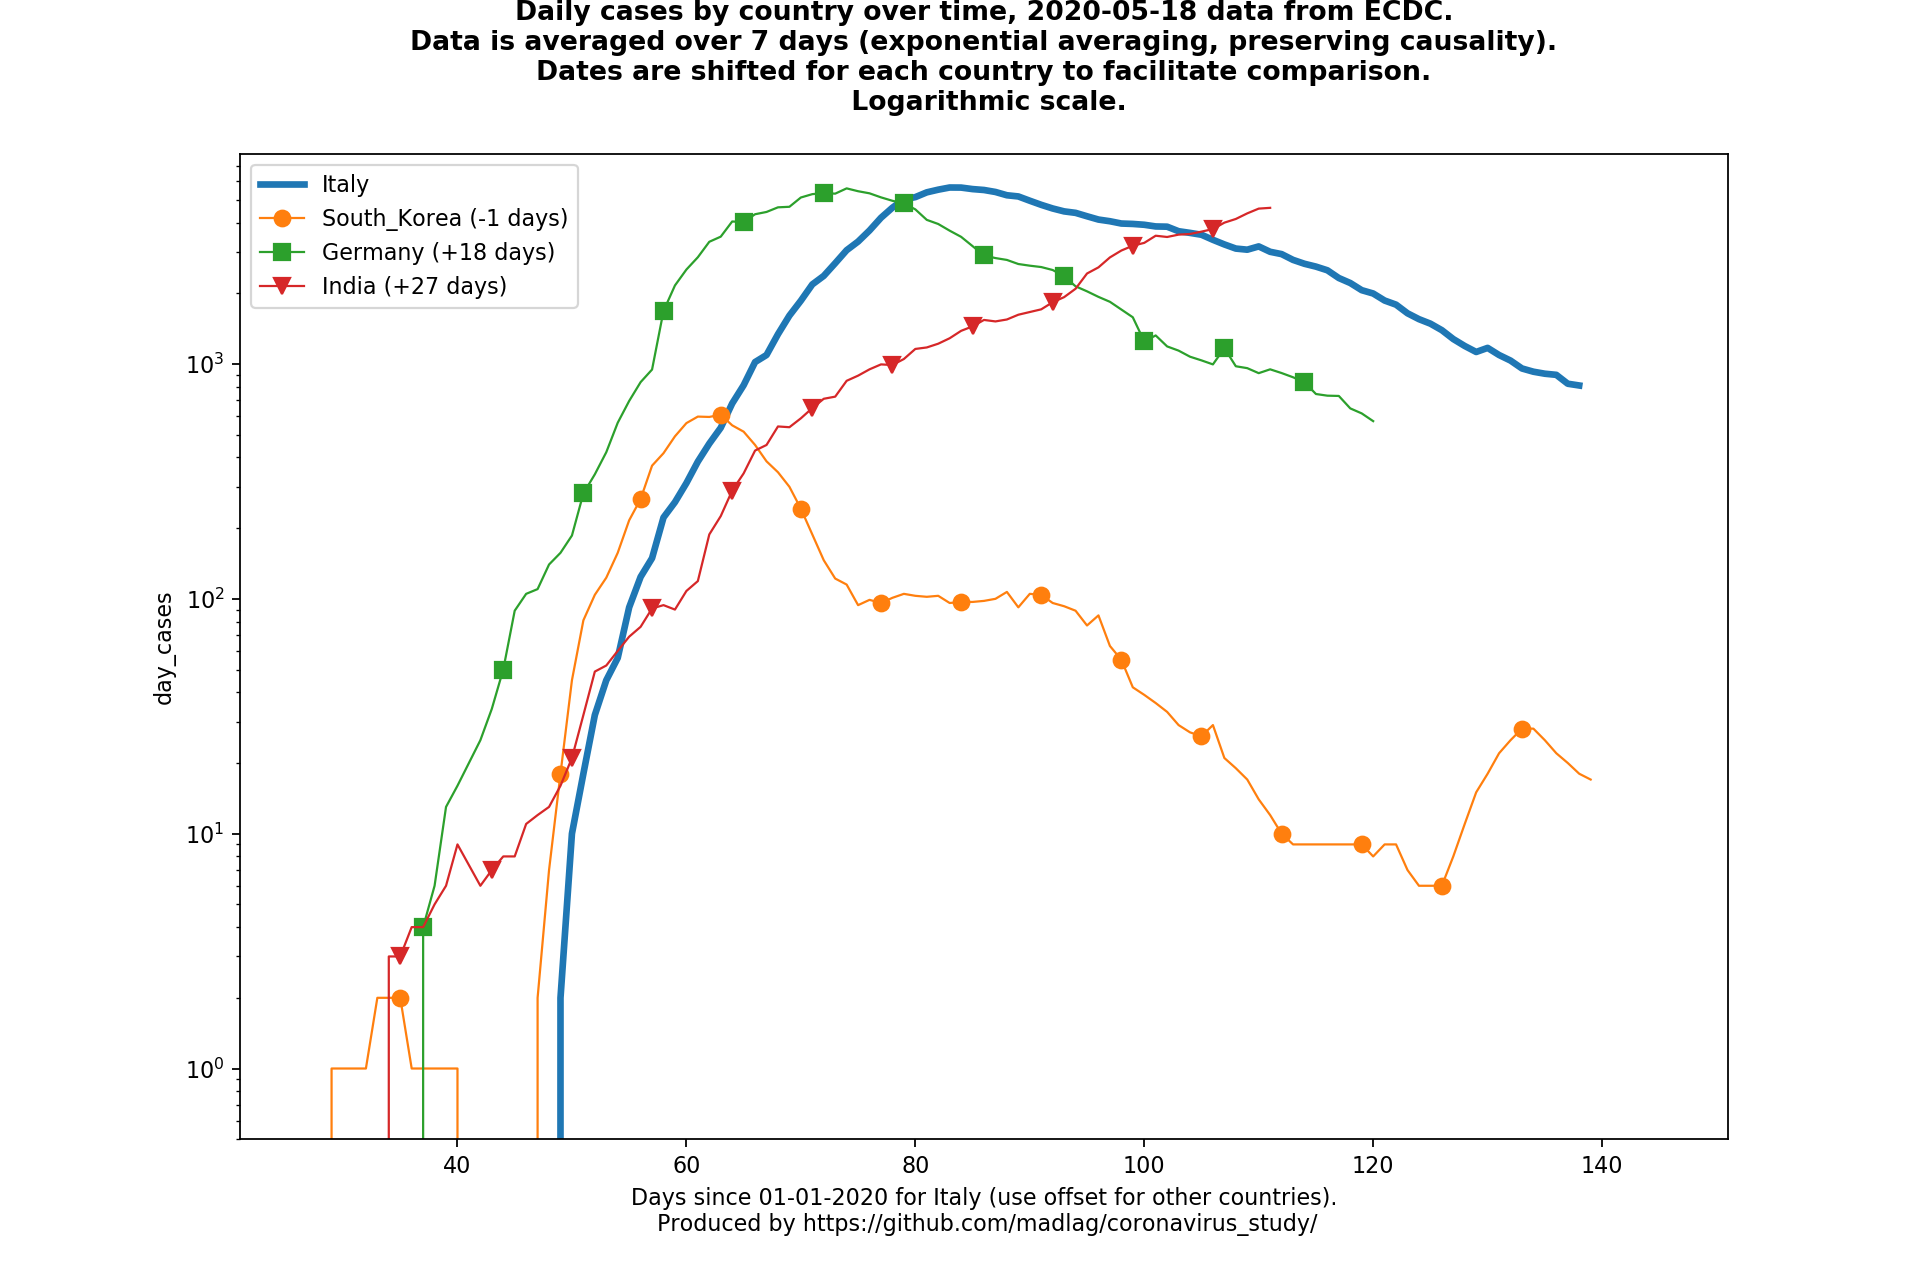 Daily cases by country over time, 2020-05-18 data from ECDC.
Data is averaged over 7 days (exponential averaging, preserving causality).
Dates are shifted for each country to facilitate comparison.
Logarithmic scale.
Italy
South_Korea (-1 days)
Germany (+18 days)
India (+27 days)
day_cases
10³
10²
10¹
10⁰
40 60 80 100 120 140
Days since 01-01-2020 for Italy (use offset for other countries).
Produced by https://github.com/madlag/coronavirus_study/